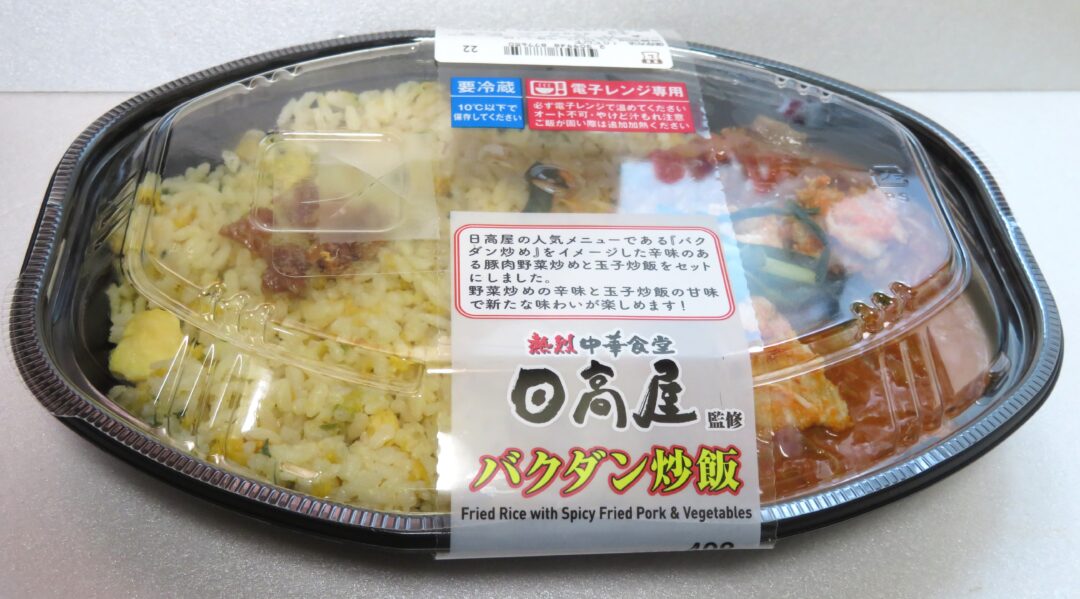 22
要冷蔵
10℃以下で
保存してください
電子レンジ専用
必ず電子レンジで温めてください
オート不可・やけど汁もれ注意
ご飯が固い際は追加加熱ください
日高屋の人気メニューである『バク
ダン炒め』をイメージした辛味のあ
る豚肉野菜炒めと玉子炒飯をセット
にしました。
野菜炒めの辛味と玉子炒飯の甘味
で新たな味わいが楽しめます!
熱烈中華食堂
日高屋監修
バクダン炒飯
Fried Rice with Spicy Fried Pork & Vegetables